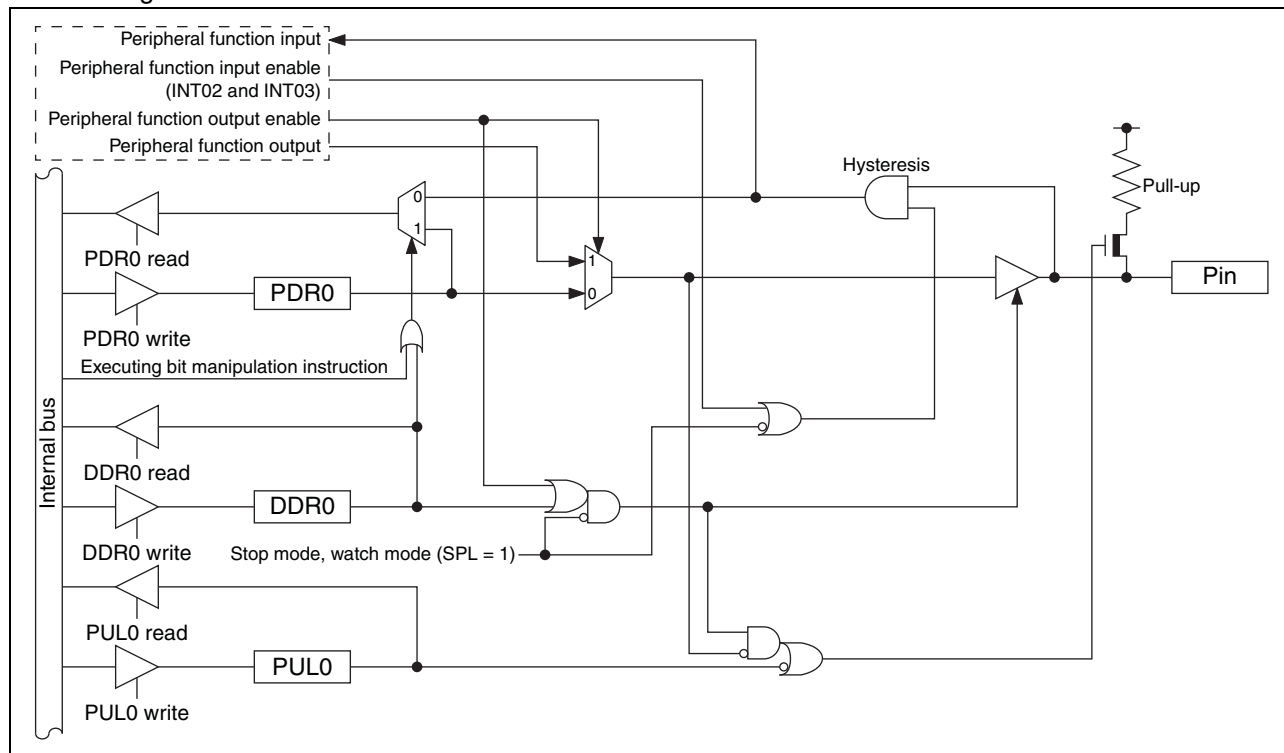 Peripheral function input
Peripheral function input enable
(INT02 and INT03)
Peripheral function output enable
Peripheral function output
Hysteresis
Pull-up
0
1
PDR0 read
1
PDR0
0
Pin
PDR0 write
Executing bit manipulation instruction
Internal bus
DDR0 read
DDR0
DDR0 write
Stop mode, watch mode (SPL = 1)
PUL0 read
PUL0
PUL0 write